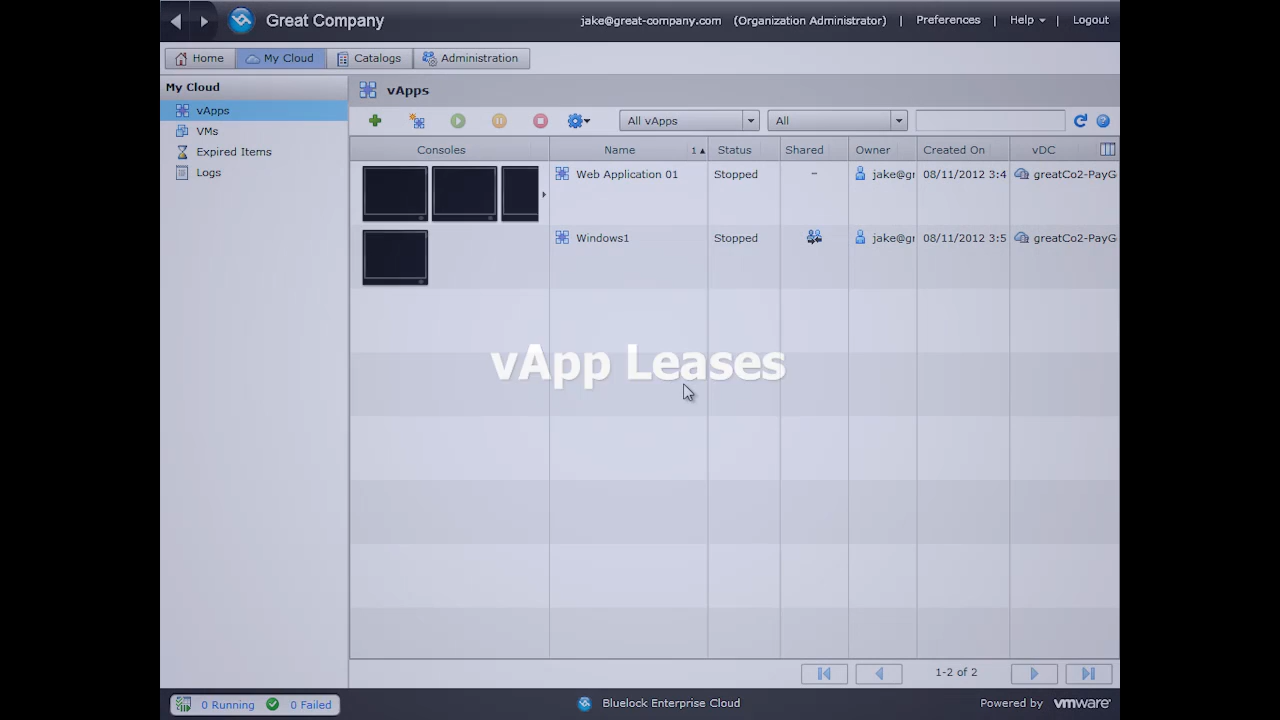 Great Company
jake@great-company.com (Organization Administrator) | Preferences | Help | Logout
Home My Cloud Catalogs Administration
My Cloud
vApps
VMs
Expired Items
Logs
vApps
All vApps All
Consoles Name 1 Status Shared Owner Created On vDC
Web Application 01 Stopped - jake@gr 08/11/2012 3:4 greatCo2-PayG
Windows1 Stopped jake@gr 08/11/2012 3:5 greatCo2-PayG
vApp Leases
1-2 of 2
0 Running 0 Failed
Bluelock Enterprise Cloud
Powered by vmware